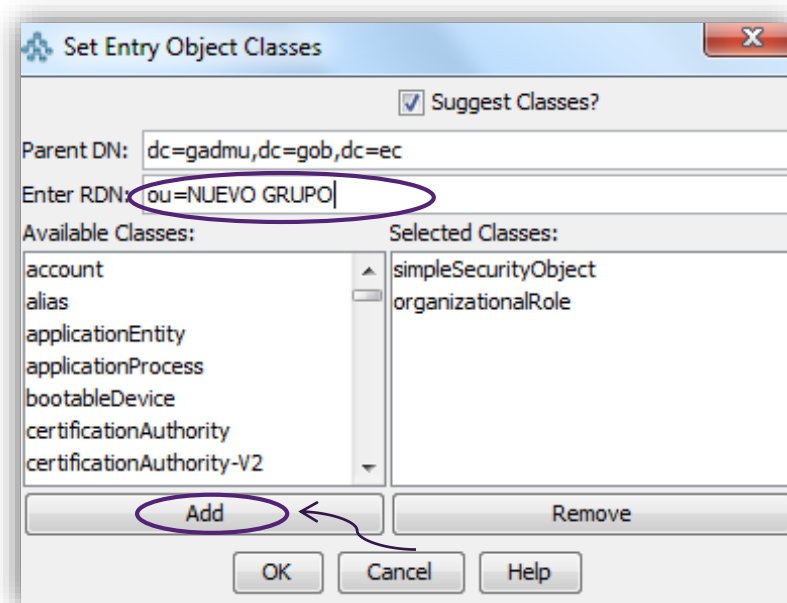 Set Entry Object Classes
Suggest Classes?
Parent DN: dc=gadmu,dc=gob,dc=ec
Enter RDN: ou=NUEVO GRUPO
Available Classes:
Selected Classes:
account
alias
applicationEntity
applicationProcess
bootableDevice
certificationAuthority
certificationAuthority-V2
simpleSecurityObject
organizationalRole
Add
Remove
OK
Cancel
Help